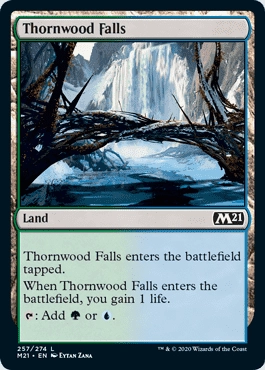 Thornwood Falls
Land
M21
Thornwood Falls enters the battlefield
tapped.
When Thornwood Falls enters the
battlefield, you gain 1 life.
: Add or .
257/274 L
M21 • EN Eytan Zana
™ & © 2020 Wizards of the Coast